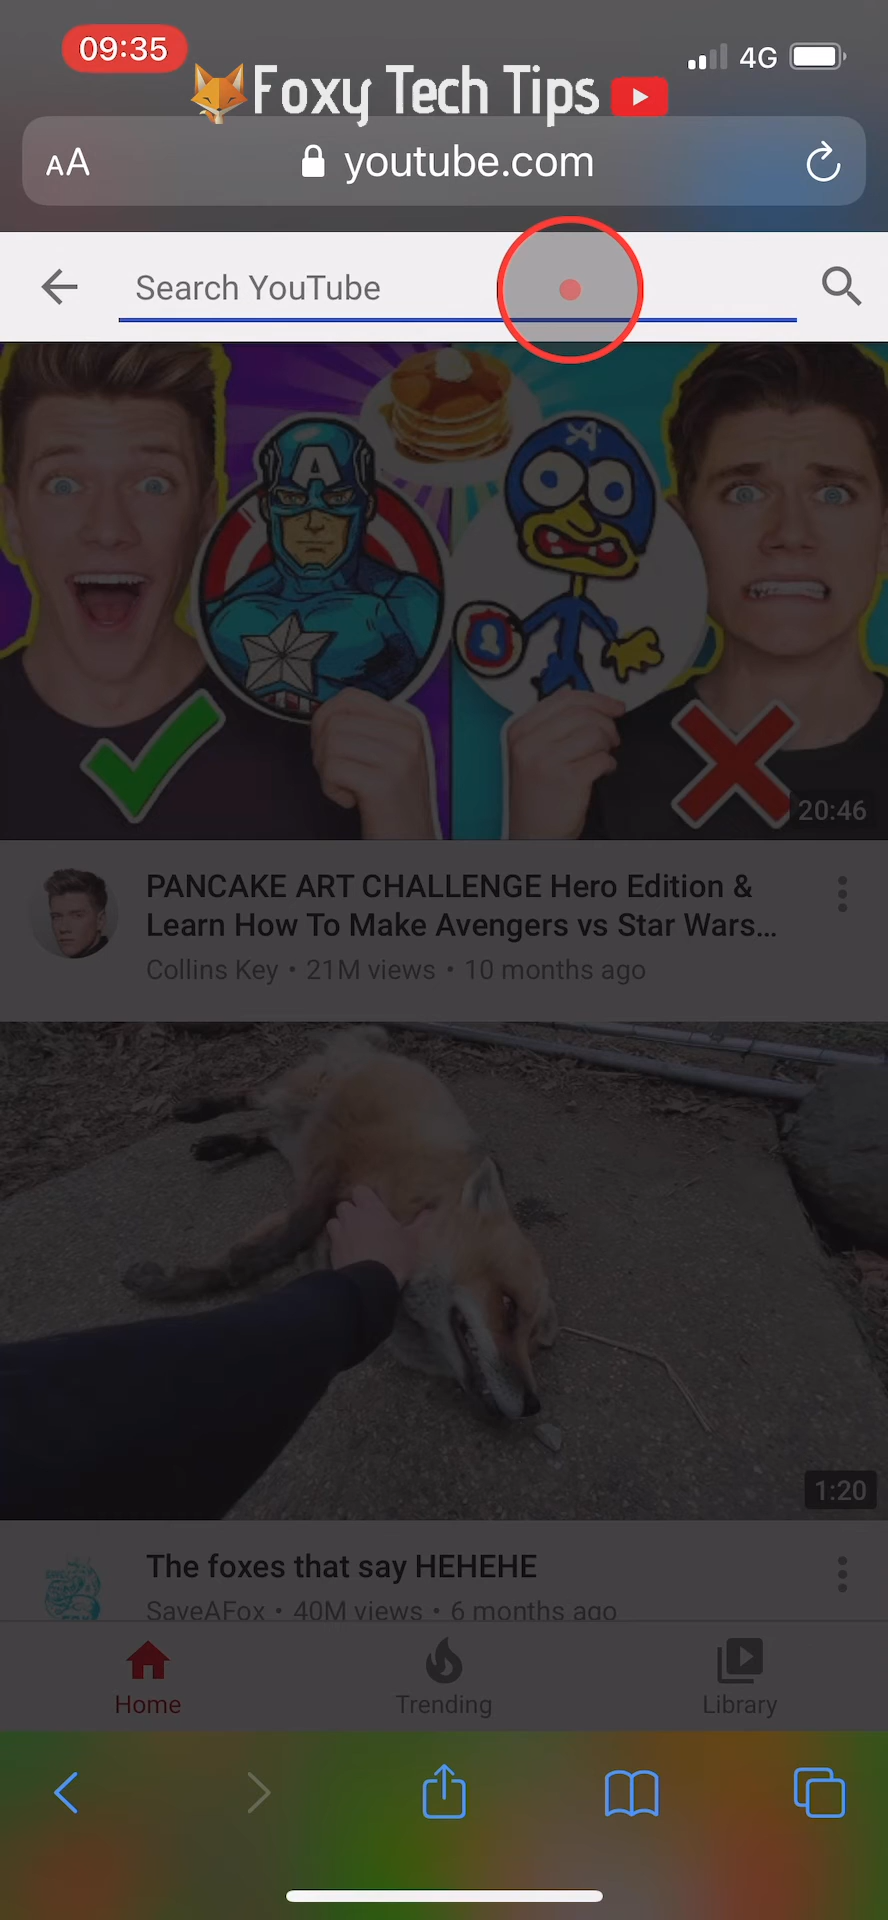 09:35
4G
Foxy Tech Tips
AA
youtube.com
Search YouTube
A
A
20:46
PANCAKE ART CHALLENGE Hero Edition &
Learn How To Make Avengers vs Star Wars...
Collins Key • 21M views • 10 months ago
1:20
The foxes that say HEHEHE
SaveAFox • 40M views • 6 months ago
Home
Trending
Library